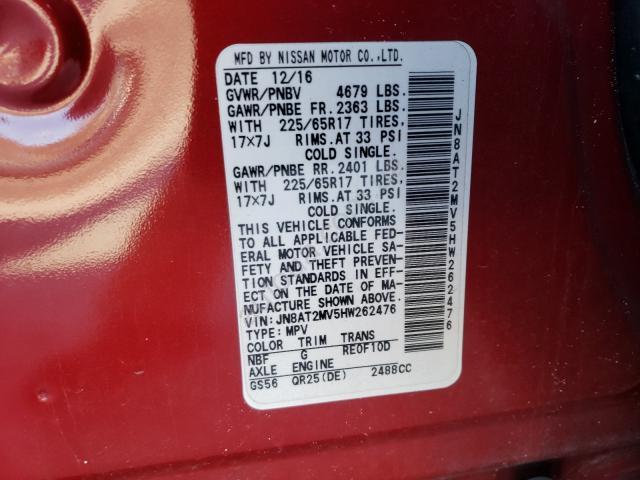 MFD BY NISSAN MOTOR CO.,LTD.
DATE 12/16
GVWR/PNBV 4679 LBS.
GAWR/PNBE FR. 2363 LBS.
WITH 225/65R17 TIRES,
17×7J RIMS.AT 33 PSI
COLD SINGLE.
GAWR/PNBE RR. 2401 LBS.
WITH 225/65R17 TIRES,
17×7J RIMS.AT 33 PSI
COLD SINGLE.
THIS VEHICLE CONFORMS
TO ALL APPLICABLE FED-
ERAL MOTOR VEHICLE SA-
FETY AND THEFT PREVEN-
TION STANDARDS IN EFF-
ECT ON THE DATE OF MA-
NUFACTURE SHOWN ABOVE.
VIN: JN8AT2MV5HW262476
TYPE: MPV
COLOR TRIM TRANS
NBF G RE0F10D
AXLE ENGINE
GS56 QR25(DE) 2488CC
JN8AT2MV5HW262476